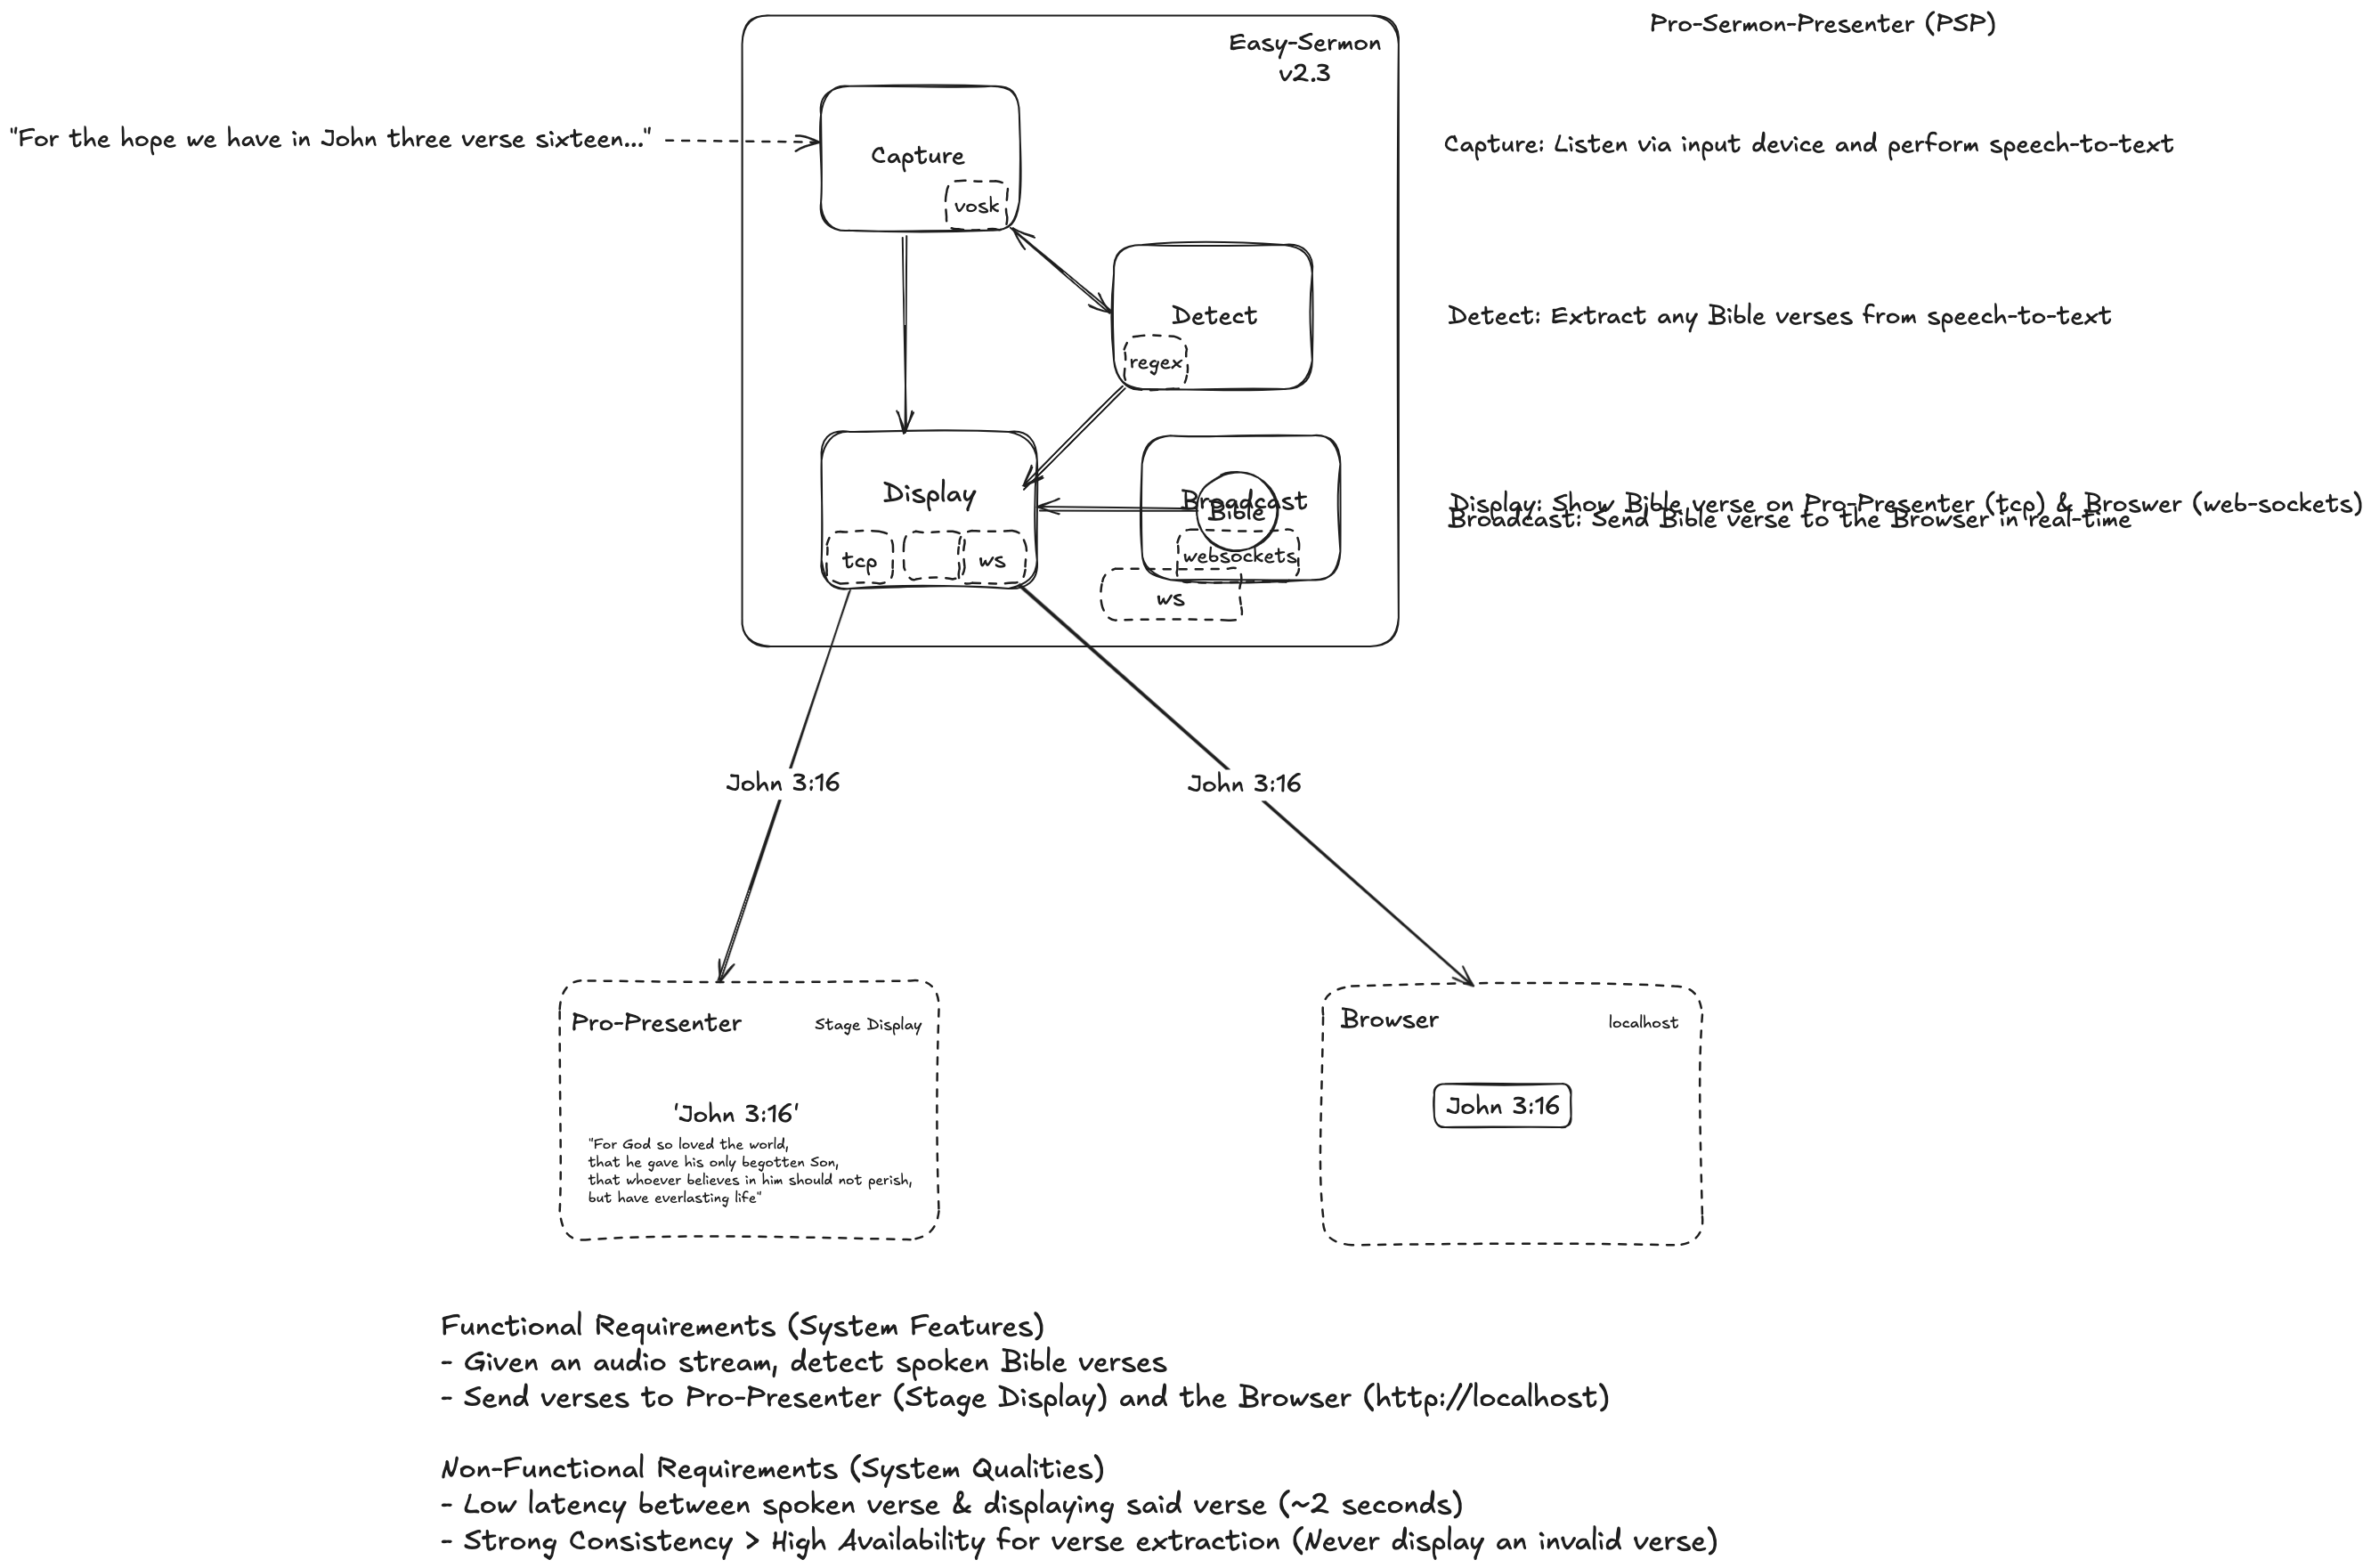 Pro-Sermon-Presenter (PSP)
Easy-Sermon
v2.3
"For the hope we have in John three verse sixteen..."
Capture
vosk
Capture: Listen via input device and perform speech-to-text
Detect
regex
Detect: Extract any Bible verses from speech-to-text
Display
tcp
ws
Broadcast
Bible
websockets
ws
Display: Show Bible verse on Pro-Presenter (tcp) & Broswer (web-sockets)
Broadcast: Send Bible verse to the Browser in real-time
John 3:16
John 3:16
Pro-Presenter
Stage Display
'John 3:16'
"For God so loved the world,
that he gave his only begotten Son,
that whoever believes in him should not perish,
but have everlasting life"
Browser
localhost
John 3:16
Functional Requirements (System Features)
- Given an audio stream, detect spoken Bible verses
- Send verses to Pro-Presenter (Stage Display) and the Browser (http://localhost)
Non-Functional Requirements (System Qualities)
- Low latency between spoken verse & displaying said verse (~2 seconds)
- Strong Consistency > High Availability for verse extraction (Never display an invalid verse)